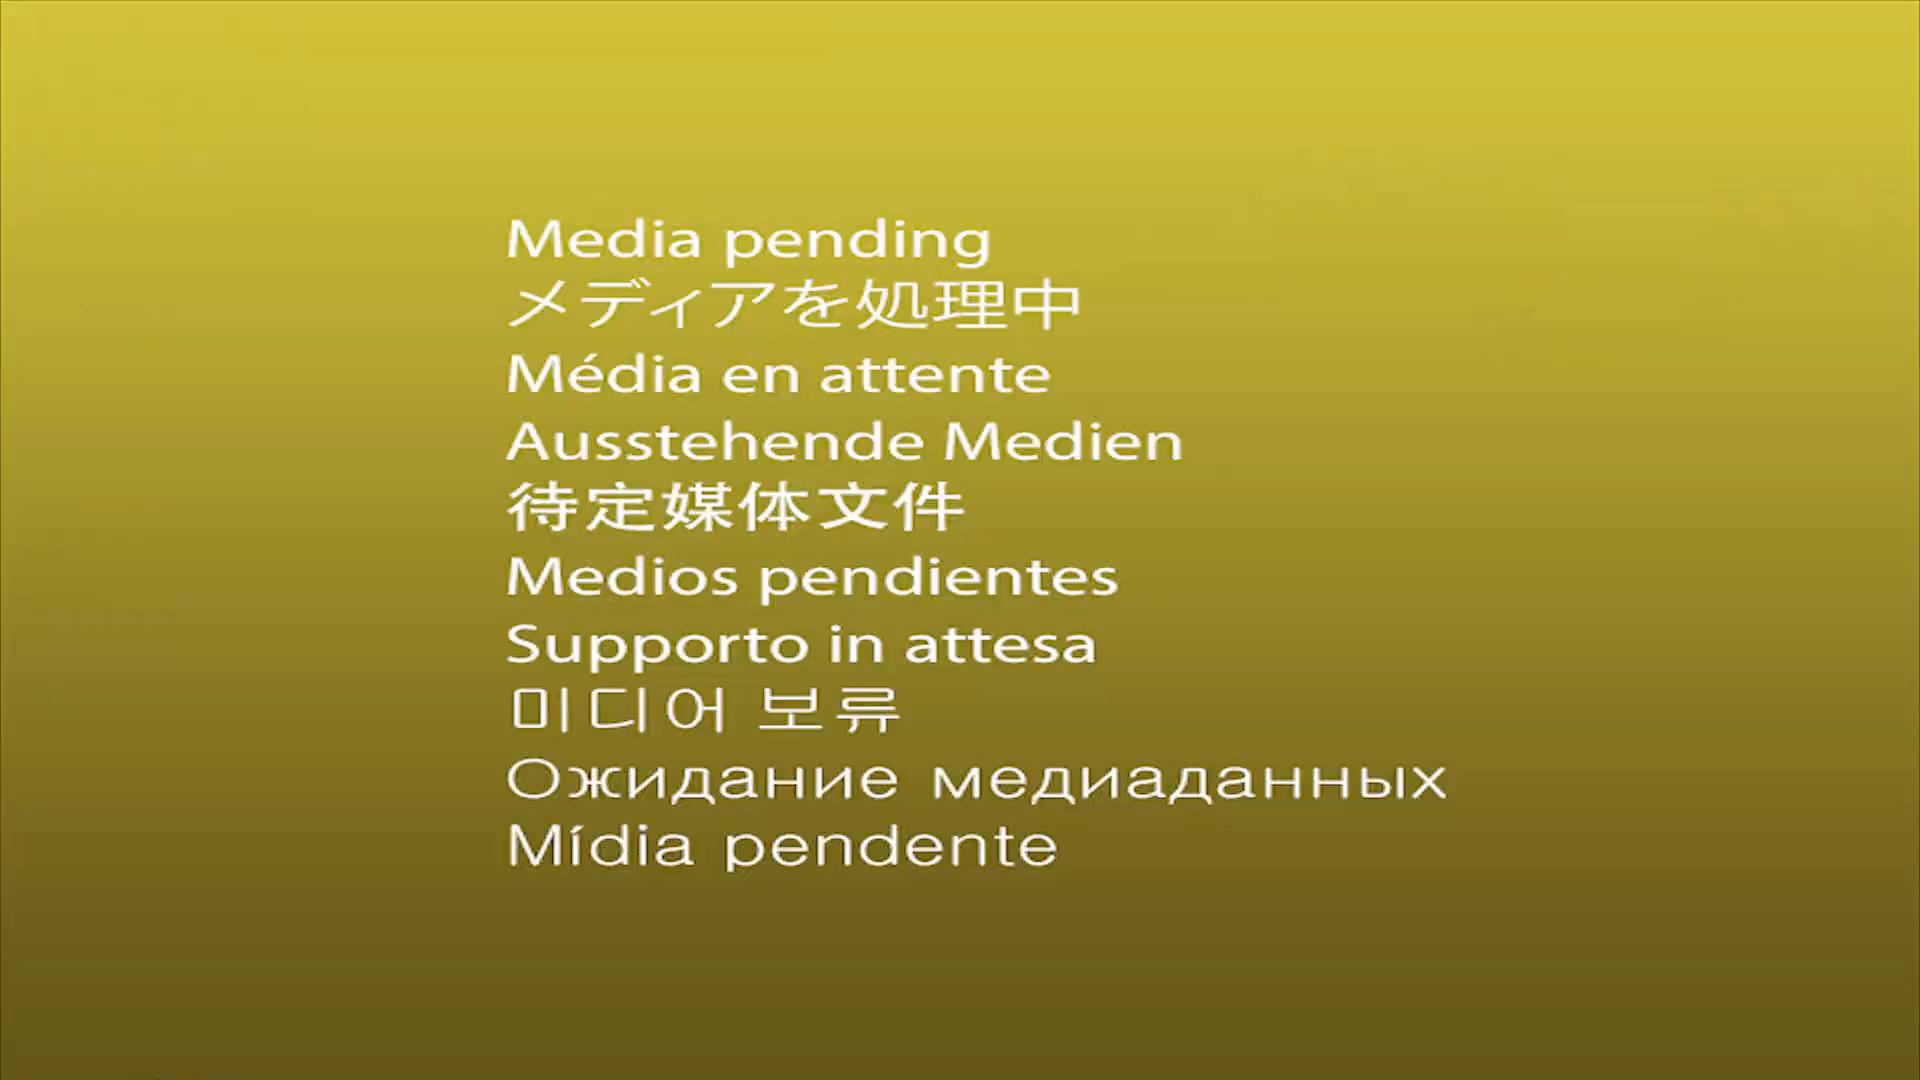 Media pending
メディアを処理中
Média en attente
Ausstehende Medien
待定媒体文件
Medios pendientes
Supporto in attesa
미디어 보류
Ожидание медиаданных
Mídia pendente